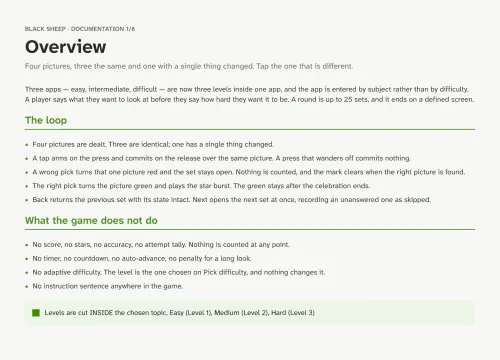 BLACK SHEEP · DOCUMENTATION 1/8
Overview
Four pictures, three the same and one with a single thing changed. Tap the one that is different.
Three apps — easy, intermediate, difficult — are now three levels inside one app, and the app is entered by subject rather than by difficulty.
A player says what they want to look at before they say how hard they want it to be. A round is up to 25 sets, and it ends on a defined screen.
The loop
• Four pictures are dealt. Three are identical; one has a single thing changed.
• A tap arms on the press and commits on the release over the same picture. A press that wanders off commits nothing.
• A wrong pick turns that one picture red and the set stays open. Nothing is counted, and the mark clears when the right picture is found.
• The right pick turns the picture green and plays the star burst. The green stays after the celebration ends.
• Back returns the previous set with its state intact. Next opens the next set at once, recording an unanswered one as skipped.
What the game does not do
• No score, no stars, no accuracy, no attempt tally. Nothing is counted at any point.
• No timer, no countdown, no auto-advance, no penalty for a long look.
• No adaptive difficulty. The level is the one chosen on Pick difficulty, and nothing changes it.
• No instruction sentence anywhere in the game.
Levels are cut INSIDE the chosen topic, Easy (Level 1), Medium (Level 2), Hard (Level 3)